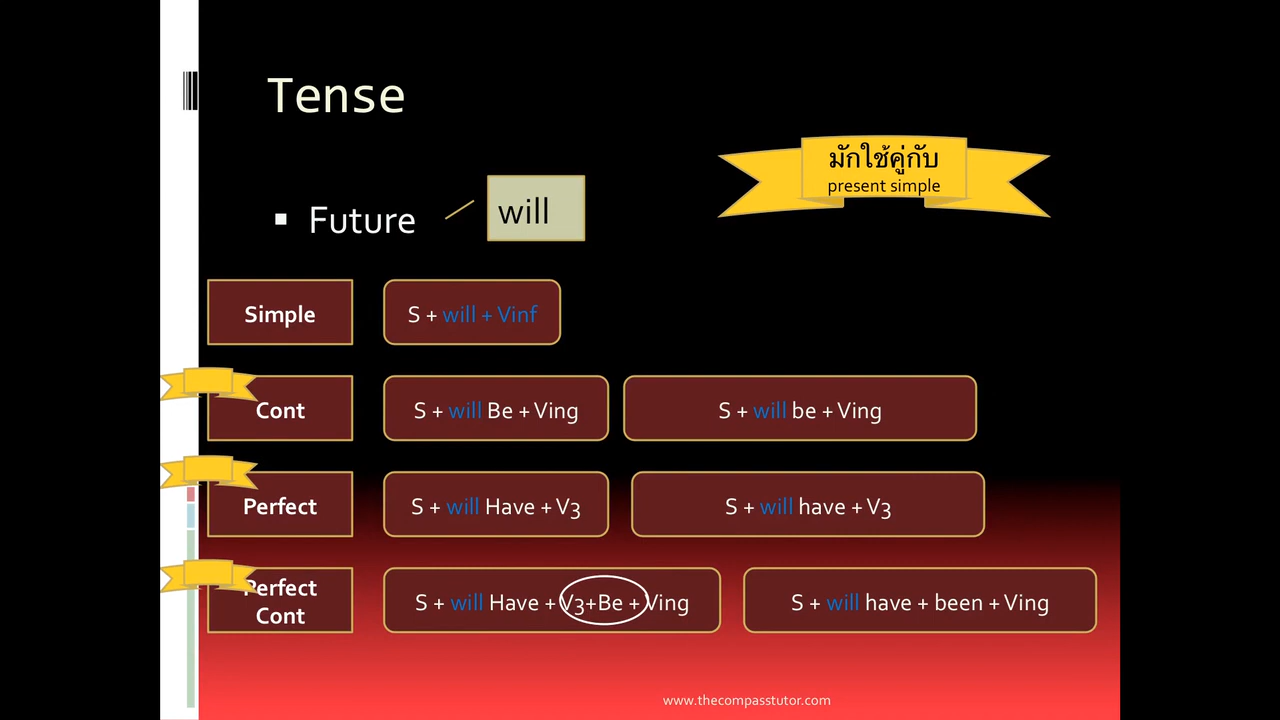 Tense
มักใช้คู่กับ
present simple
Future
will
Simple
S + will + Vinf
Cont
S + will Be + Ving
S + will be + Ving
Perfect
S + will Have + V3
S + will have + V3
Perfect
Cont
S + will Have + V3+Be + Ving
S + will have + been + Ving
www.thecompasstutor.com